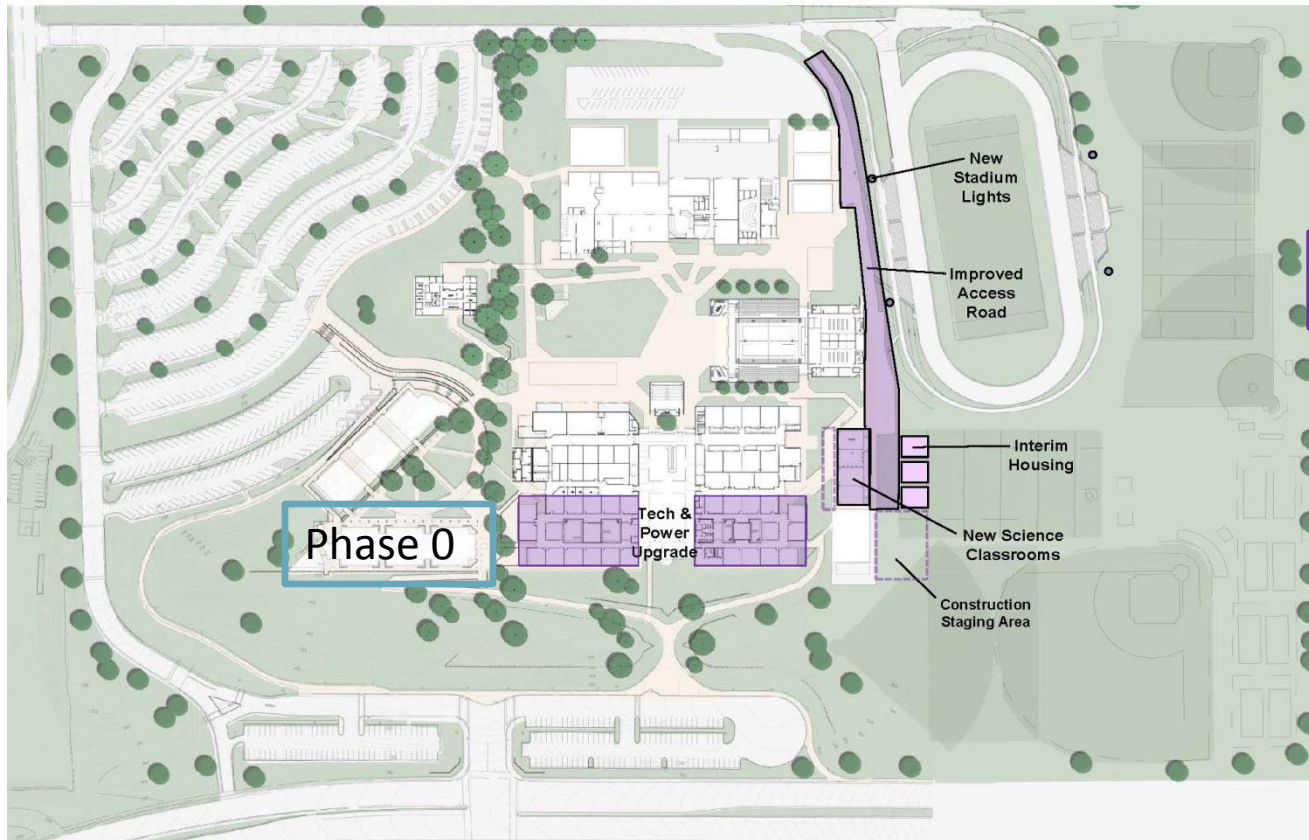 New
Stadium
Lights
Improved
Access
Road
Interim
Housing
Phase 0
Tech &
Power
Upgrade
New Science
Classrooms
Construction
Staging Area